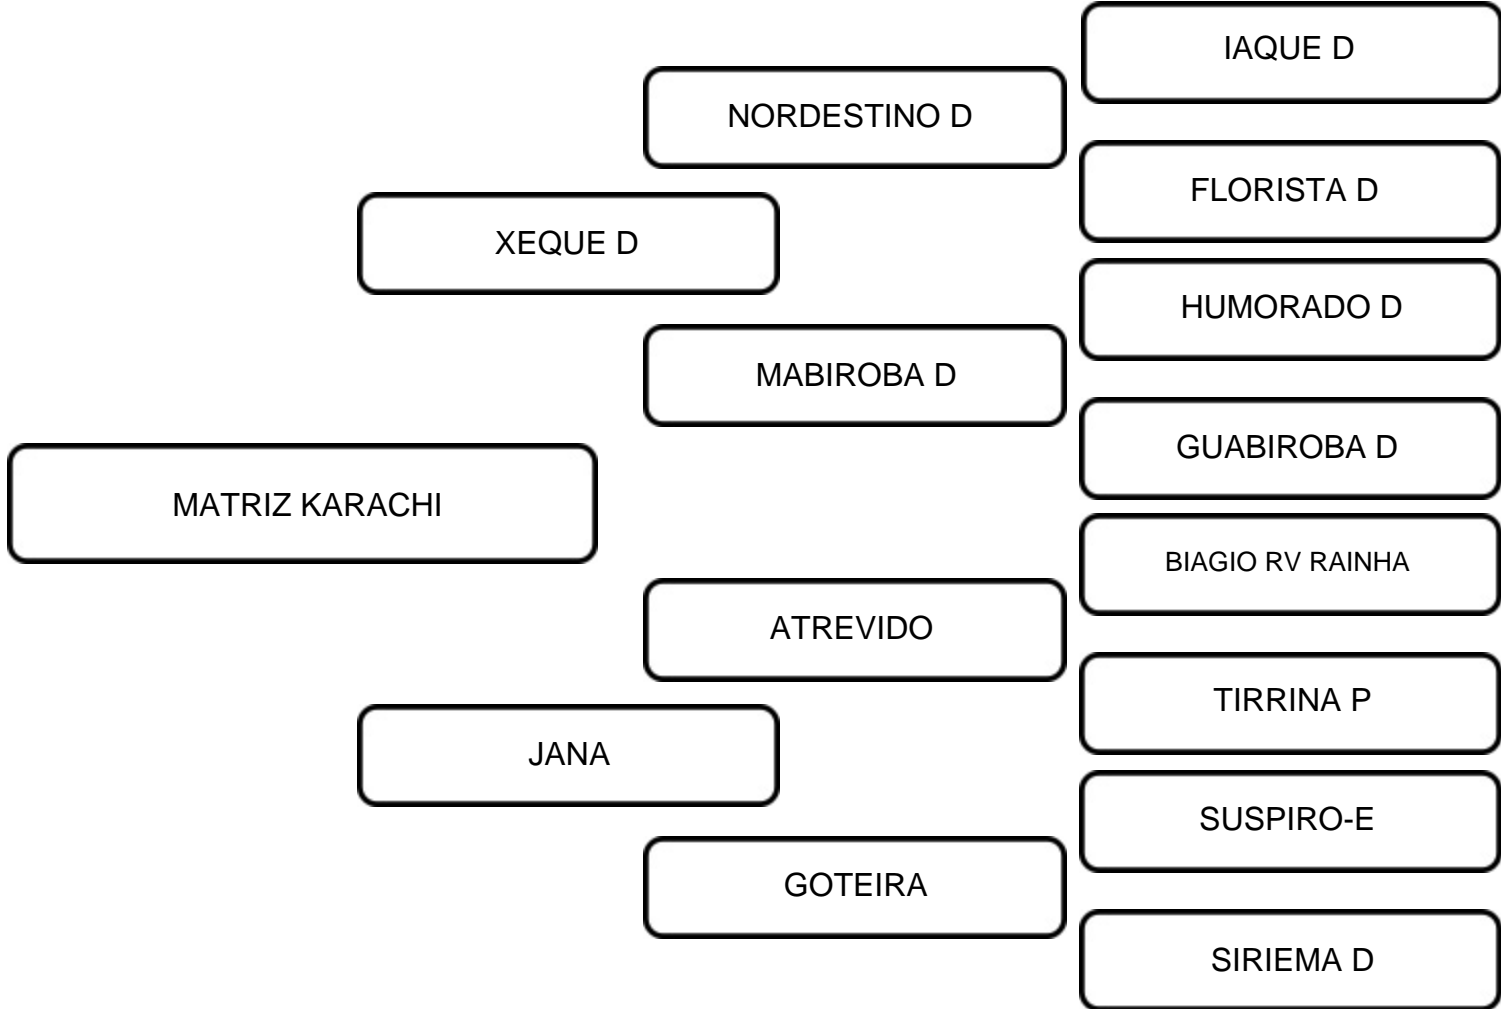 IAQUE D
NORDESTINO D
FLORISTA D
XEQUE D
HUMORADO D
MABIROBA D
GUABIROBA D
MATRIZ KARACHI
BIAGIO RV RAINHA
ATREVIDO
TIRRINA P
JANA
SUSPIRO-E
GOTEIRA
SIRIEMA D